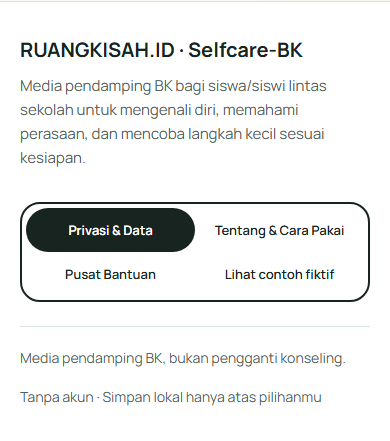 RUANGKISAH.ID · Selfcare-BK
Media pendamping BK bagi siswa/siswi lintas
sekolah untuk mengenali diri, memahami
perasaan, dan mencoba langkah kecil sesuai
kesiapan.
Privasi & Data
Tentang & Cara Pakai
Pusat Bantuan
Lihat contoh fiktif
Media pendamping BK, bukan pengganti konseling.
Tanpa akun · Simpan lokal hanya atas pilihanmu